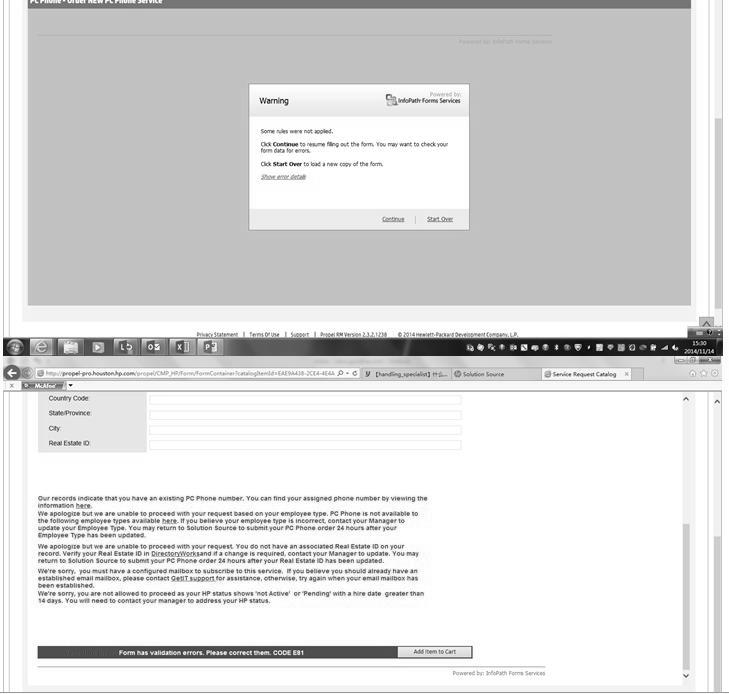 PC Phone - Order NEW PC Phone Service
Powered by: InfoPath Forms Services
Warning
Powered by:
InfoPath Forms Services
Some rules were not applied.
Click Continue to resume filling out the form. You may want to check your
form data for errors.
Click Start Over to load a new copy of the form.
Show error details
Continue | Start Over
Privacy Statement | Terms Of Use | Support | Propel RM Version 2.3.2.1238 © 2014 Hewlett-Packard Development Company, L.P.
15:30
2014/11/14
http://propel-pro.houston.hp.com/propel/CMP_HP/Form/FormContainer?catalogItemId=EAE9A438-2CE4-4E4A
[handling_specialist] 什么...
Solution Source
Service Request Catalog
x McAfee
Country Code:
State/Province:
City:
Real Estate ID:
Our records indicate that you have an existing PC Phone number. You can find your assigned phone number by viewing the
information here.
We apologize but we are unable to proceed with your request based on your employee type. PC Phone is not available to
the following employee types available here. If you believe your employee type is incorrect, contact your Manager to
update your Employee Type. You may return to Solution Source to submit your PC Phone order 24 hours after your
Employee Type has been updated.
We apologize but we are unable to proceed with your request. You do not have an associated Real Estate ID on your
record. Verify your Real Estate ID in DirectoryWorksand if a change is required, contact your Manager to update. You may
return to Solution Source to submit your PC Phone order 24 hours after your Real Estate ID has been updated.
We're sorry, you must have a configured mailbox to subscribe to this service. If you believe you should already have an
established email mailbox, please contact GetIT support for assistance, otherwise, try again when your email mailbox has
been established.
We're sorry, you are not allowed to proceed as your HP status shows 'not Active' or 'Pending' with a hire date greater than
14 days. You will need to contact your manager to address your HP status.
Form has validation errors. Please correct them. CODE E81
Add Item to Cart
Powered by: InfoPath Forms Services